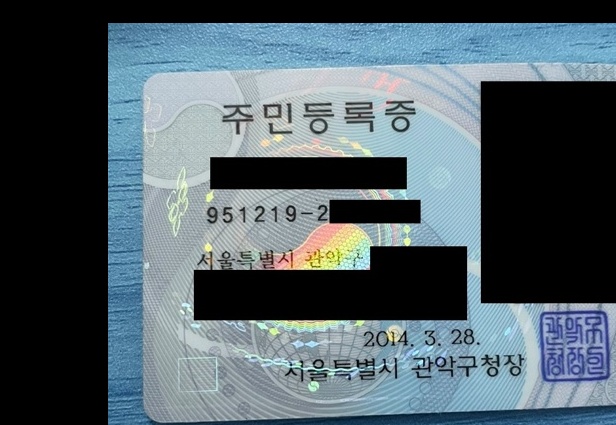 주민등록증
951219-2
서울특별시 관악구
2014. 3. 28.
서울특별시 관악구청장